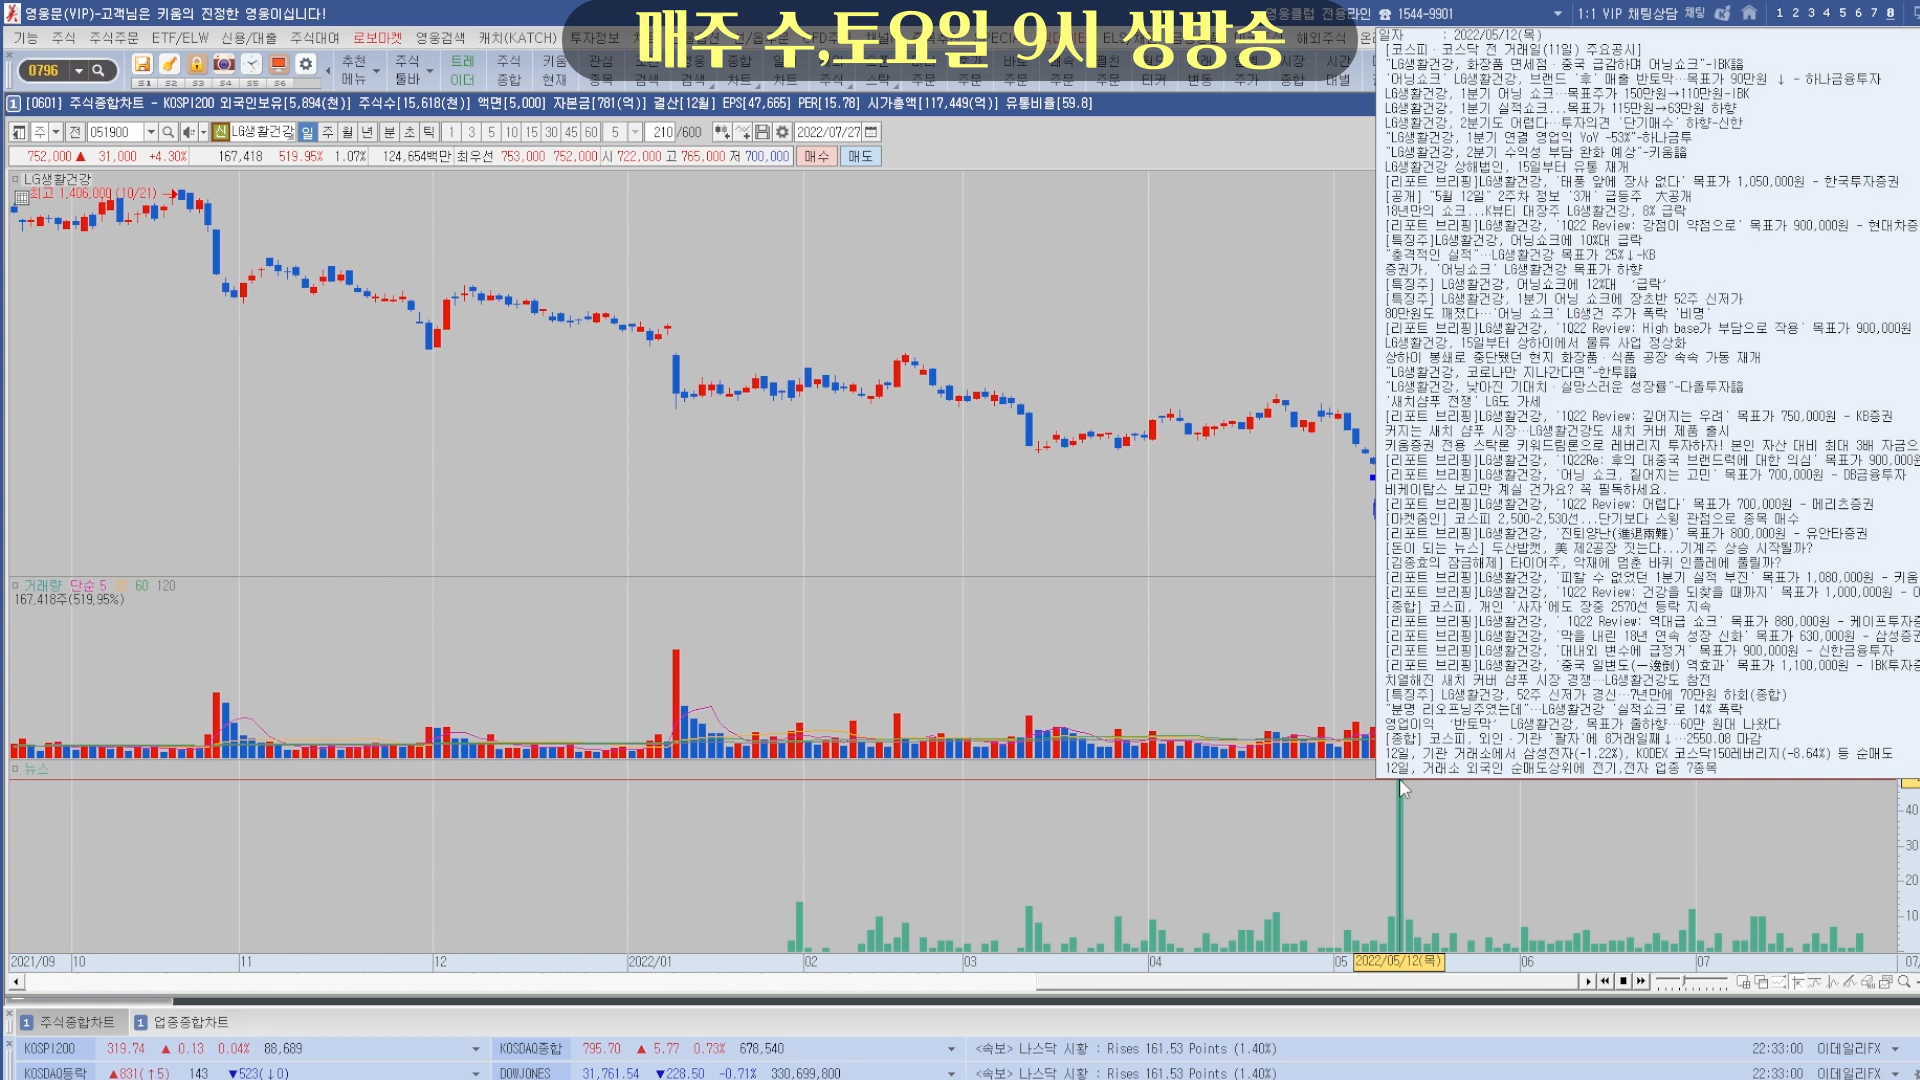 영웅문(VIP)-고객님은 키움의 진정한 영웅이십니다!
매주 수,토요일 9시 생방송
영웅클럽 전용라인 ☎ 1544-9901
1:1 VIP 채팅상담 채팅
1 2 3 4 5 6 7 8
기능 주식 주식주문 ETF/ELW 신용/대출 주식대여 로보마켓 영웅검색 캐치(KATCH) 투자정보
해외주식
0796
S1 S2 S3 S4 S5 S6
추천 메뉴 주식 툴바 트레이더 주식 종합 키움 현재
[0601] 주식종합차트 - KOSPI200 외국인보유[5,894(천)] 주식수[15,618(천)] 액면[5,000] 자본금[781(억)] 결산[12월] EPS[47,665] PER[15.78] 시가총액[117,449(억)] 유통비율[59.8]
주 전 051900 신 LG생활건강 일 주 월 년 분 초 틱 1 3 5 10 15 30 45 60 5 210 /600 2022/07/27
752,000 ▲ 31,000 +4.30% 167,418 519.95% 1.07% 124,654백만 최우선 753,000 752,000 시 722,000 고 765,000 저 700,000 매수 매도
LG생활건강
최고 1,406,000 (10/21)
거래량 단순 5 20 60 120
167,418주(519.95%)
뉴스
일자 : 2022/05/12(목)
[코스피·코스닥 전 거래일(11일) 주요공시]
"LG생활건강, 화장품 면세점·중국 급감하며 어닝쇼크"-IBK證
'어닝쇼크' LG생활건강, 브랜드 '후' 매출 반토막…목표가 90만원 ↓ - 하나금융투자
LG생활건강, 1분기 어닝 쇼크…목표주가 150만원→110만원-IBK
LG생활건강, 1분기 실적쇼크...목표가 115만원→63만원 하향
LG생활건강, 2분기도 어렵다…투자의견 '단기매수' 하향-신한
"LG생활건강, 1분기 연결 영업익 YoY -53%"-하나금투
"LG생활건강, 2분기 수익성 부담 완화 예상"-키움證
LG생활건강 상해법인, 15일부터 유통 재개
[리포트 브리핑]LG생활건강, '태풍 앞에 장사 없다' 목표가 1,050,000원 - 한국투자증권
[공개] "5월 12일" 2주차 정보 '3개' 급등주 大공개
18년만의 쇼크...K뷰티 대장주 LG생활건강, 8% 급락
[리포트 브리핑]LG생활건강, '1Q22 Review: 강점이 약점으로' 목표가 900,000원 - 현대차증
[특징주]LG생활건강, 어닝쇼크에 10%대 급락
"충격적인 실적"…LG생활건강 목표가 25%↓-KB
증권가, '어닝쇼크' LG생활건강 목표가 하향
[특징주] LG생활건강, 어닝쇼크에 12%대 '급락'
[특징주] LG생활건강, 1분기 어닝 쇼크에 장초반 52주 신저가
80만원도 깨졌다…'어닝 쇼크' LG생건 주가 폭락 '비명'
[리포트 브리핑]LG생활건강, '1Q22 Review: High base가 부담으로 작용' 목표가 900,000원
LG생활건강, 15일부터 상하이에서 물류 사업 정상화
상하이 봉쇄로 중단됐던 현지 화장품·식품 공장 속속 가동 재개
"LG생활건강, 코로나만 지나간다면"-한투證
"LG생활건강, 낮아진 기대치·실망스러운 성장률"-다올투자證
'새치샴푸 전쟁' LG도 가세
[리포트 브리핑]LG생활건강, '1Q22 Review: 깊어지는 우려' 목표가 750,000원 - KB증권
커지는 새치 샴푸 시장…LG생활건강도 새치 커버 제품 출시
키움증권 전용 스탁론 키워드림론으로 레버리지 투자하자! 본인 자산 대비 최대 3배 자금으
[리포트 브리핑]LG생활건강, '1Q22Re: 후의 대중국 브랜드력에 대한 의심' 목표가 900,000원
[리포트 브리핑]LG생활건강, '어닝 쇼크, 짙어지는 고민' 목표가 700,000원 - DB금융투자
비케이탑스 보고만 계실 건가요? 꼭 필독하세요.
[리포트 브리핑]LG생활건강, '1Q22 Review: 어렵다' 목표가 700,000원 - 메리츠증권
[마켓줌인] 코스피 2,500~2,530선...단기보다 스윙 관점으로 종목 매수
[리포트 브리핑]LG생활건강, '진퇴양난(進退兩難)' 목표가 800,000원 - 유안타증권
[돈이 되는 뉴스] 두산밥캣, 美 제2공장 짓는다...기계주 상승 시작될까?
[김종효의 잠금해제] 타이어주, 악재에 멈춘 바퀴 인플레에 풀릴까?
[리포트 브리핑]LG생활건강, '피할 수 없었던 1분기 실적 부진' 목표가 1,080,000원 - 키움
[리포트 브리핑]LG생활건강, '1Q22 Review: 건강을 되찾을 때까지' 목표가 1,000,000원 -
[종합] 코스피, 개인 '사자'에도 장중 2570선 등락 지속
[리포트 브리핑]LG생활건강, ' 1Q22 Review: 역대급 쇼크' 목표가 880,000원 - 케이프투자증
[리포트 브리핑]LG생활건강, '막을 내린 18년 연속 성장 신화' 목표가 630,000원 - 삼성증권
[리포트 브리핑]LG생활건강, '대내외 변수에 급정거' 목표가 900,000원 - 신한금융투자
[리포트 브리핑]LG생활건강, '중국 일변도(一邊倒) 역효과' 목표가 1,100,000원 - IBK투자증
치열해진 새치 커버 샴푸 시장 경쟁…LG생활건강도 참전
[특징주] LG생활건강, 52주 신저가 경신…7년만에 70만원 하회(종합)
"분명 리오프닝주였는데"…LG생활건강 '실적쇼크'로 14% 폭락
영업이익 '반토막' LG생활건강, 목표가 줄하향…60만 원대 나왔다
[종합] 코스피, 외인·기관 '팔자'에 8거래일째↓…2550.08 마감
12일, 기관 거래소에서 삼성전자(-1.22%), KODEX 코스닥150레버리지(-8.64%) 등 순매도
12일, 거래소 외국인 순매도상위에 전기,전자 업종 7종목
40
30
20
10
2021/09 10 11 12 2022/01 02 03 04 05 2022/05/12(목) 06 07 07/
1 주식종합차트 1 업종종합차트
KOSPI200 319.74 ▲ 0.13 0.04% 88,689 KOSDAQ종합 795.70 ▲ 5.77 0.73% 678,540 <속보> 나스닥 시황 : Rises 161.53 Points (1.40%) 22:33:00 이데일리FX
KOSDAQ등락 ▲831(↑5) 143 ▼523(↓0) DOWJONES 31,761.54 ▼228.50 -0.71% 330,699,800 <속보> 나스닥 시황 : Rises 161.53 Points (1.40%) 22:33:00 이데일리FX